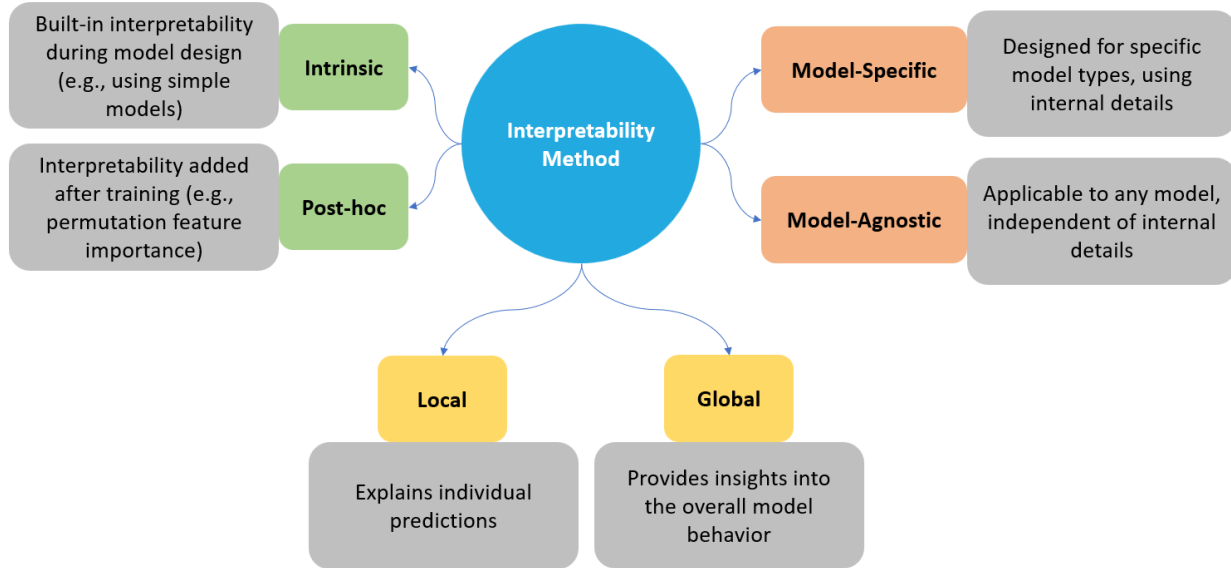 Built-in interpretability
during model design
(e.g., using simple
models)
Intrinsic
Interpretability added
after training (e.g.,
permutation feature
importance)
Post-hoc
Interpretability
Method
Model-Specific
Designed for specific
model types, using
internal details
Model-Agnostic
Applicable to any model,
independent of internal
details
Local
Explains individual
predictions
Global
Provides insights into
the overall model
behavior